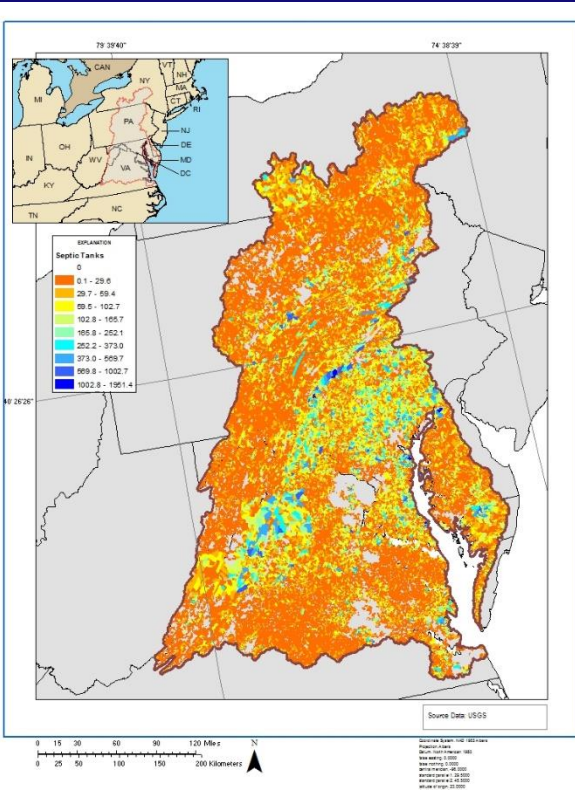 79° 39'40"
74° 38'39"
CAN
VT
NH
NY
MA
CT
RI
MI
PA
NJ
OH
DE
IN
WV
MD
VA
DC
KY
NC
TN
EXPLANATION
Septic Tanks
0
0.1 - 29.6
29.7 - 59.4
59.5 - 102.7
102.8 - 165.7
165.8 - 252.1
252.2 - 373.0
373.0 - 569.7
569.8 - 1002.7
1002.8 - 1951.4
40° 26'26"
Source Data: USGS
0 15 30 60 90 120 Miles
N
0 25 50 100 150 200 Kilometers
Projection: Albers